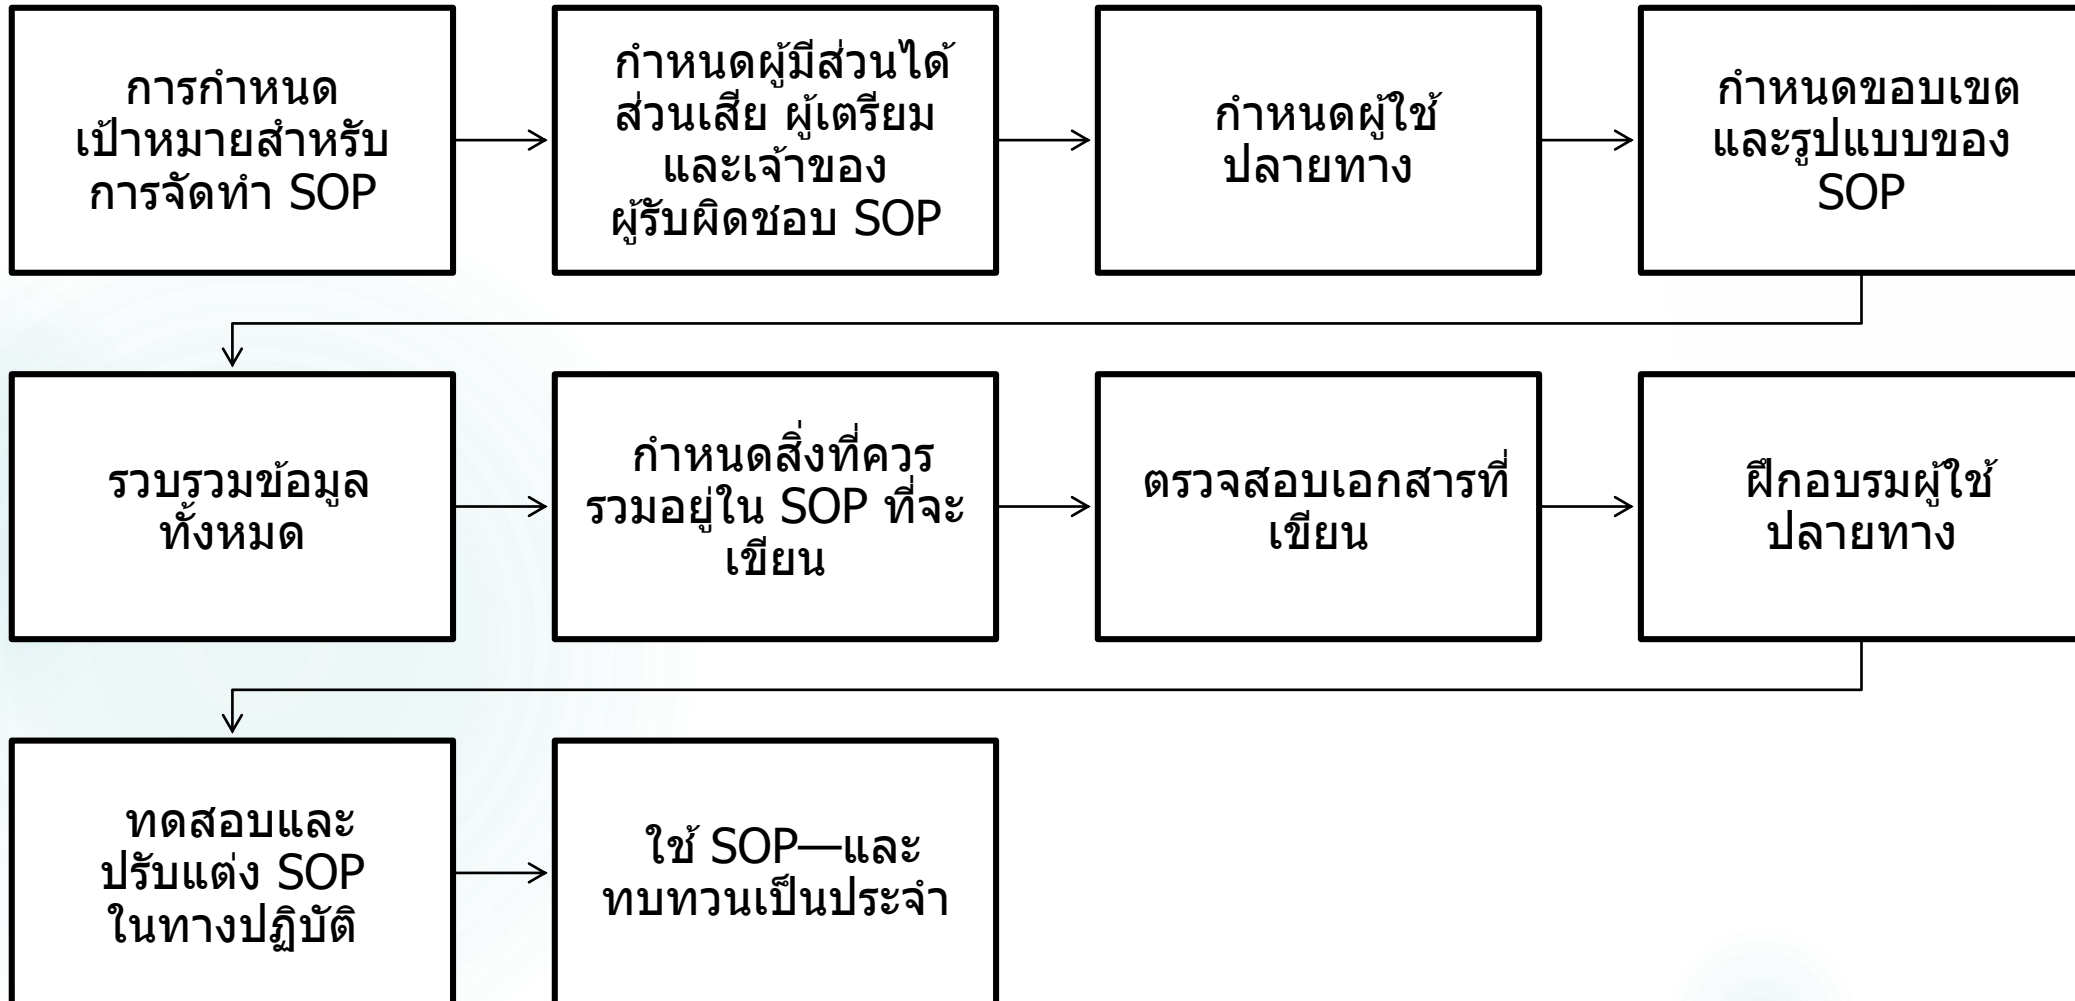 การกำหนด
เป้าหมายสำหรับ
การจัดทำ SOP
กำหนดผู้มีส่วนได้
ส่วนเสีย ผู้เตรียม
และเจ้าของ
ผู้รับผิดชอบ SOP
กำหนดผู้ใช้
ปลายทาง
กำหนดขอบเขต
และรูปแบบของ
SOP
รวบรวมข้อมูล
ทั้งหมด
กำหนดสิ่งที่ควร
รวมอยู่ใน SOP ที่จะ
เขียน
ตรวจสอบเอกสารที่
เขียน
ฝึกอบรมผู้ใช้
ปลายทาง
ทดสอบและ
ปรับแต่ง SOP
ในทางปฏิบัติ
ใช้ SOP—และ
ทบทวนเป็นประจำ